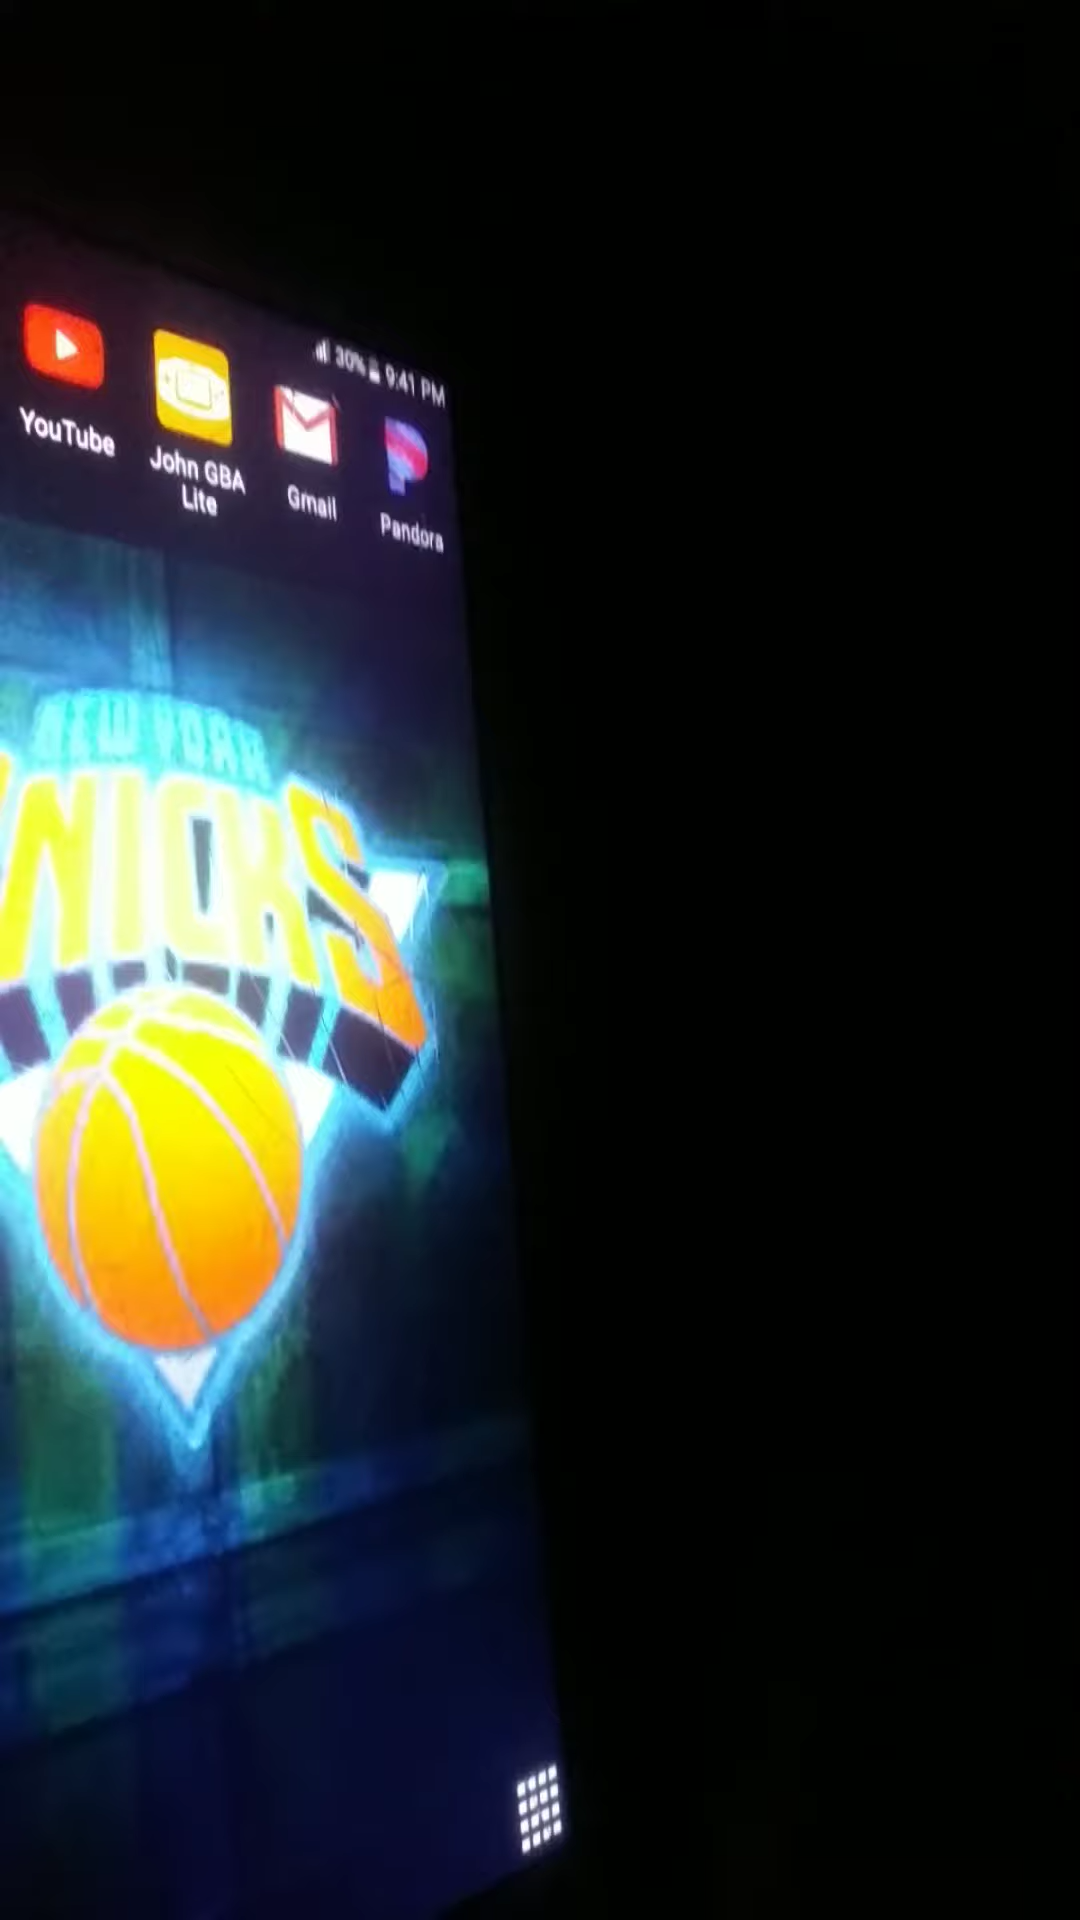 30% 9:41 PM
YouTube
John GBA
Lite
Gmail
Pandora
NEW YORK
NICKS